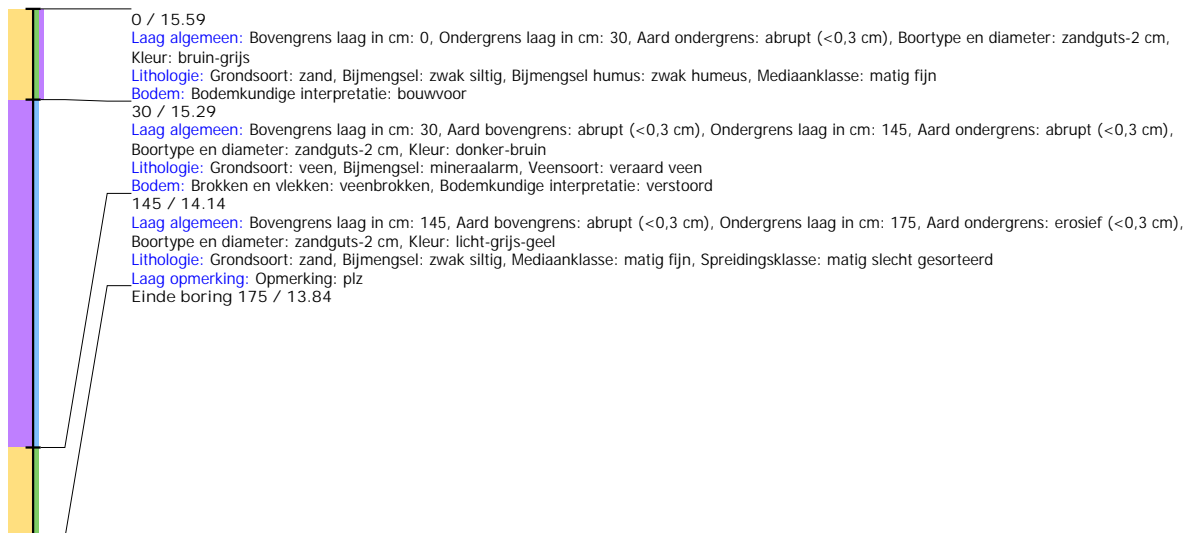 0 / 15.59
Laag algemeen: Bovengrens laag in cm: 0, Ondergrens laag in cm: 30, Aard ondergrens: abrupt (<0,3 cm), Boortype en diameter: zandguts-2 cm,
Kleur: bruin-grijs
Lithologie: Grondsoort: zand, Bijmengsel: zwak siltig, Bijmengsel humus: zwak humeus, Mediaanklasse: matig fijn
Bodem: Bodemkundige interpretatie: bouwvoor
30 / 15.29
Laag algemeen: Bovengrens laag in cm: 30, Aard bovengrens: abrupt (<0,3 cm), Ondergrens laag in cm: 145, Aard ondergrens: abrupt (<0,3 cm),
Boortype en diameter: zandguts-2 cm, Kleur: donker-bruin
Lithologie: Grondsoort: veen, Bijmengsel: mineraalarm, Veensoort: veraard veen
Bodem: Brokken en vlekken: veenbrokken, Bodemkundige interpretatie: verstoord
145 / 14.14
Laag algemeen: Bovengrens laag in cm: 145, Aard bovengrens: abrupt (<0,3 cm), Ondergrens laag in cm: 175, Aard ondergrens: erosief (<0,3 cm),
Boortype en diameter: zandguts-2 cm, Kleur: licht-grijs-geel
Lithologie: Grondsoort: zand, Bijmengsel: zwak siltig, Mediaanklasse: matig fijn, Spreidingsklasse: matig slecht gesorteerd
Laag opmerking: Opmerking: plz
Einde boring 175 / 13.84